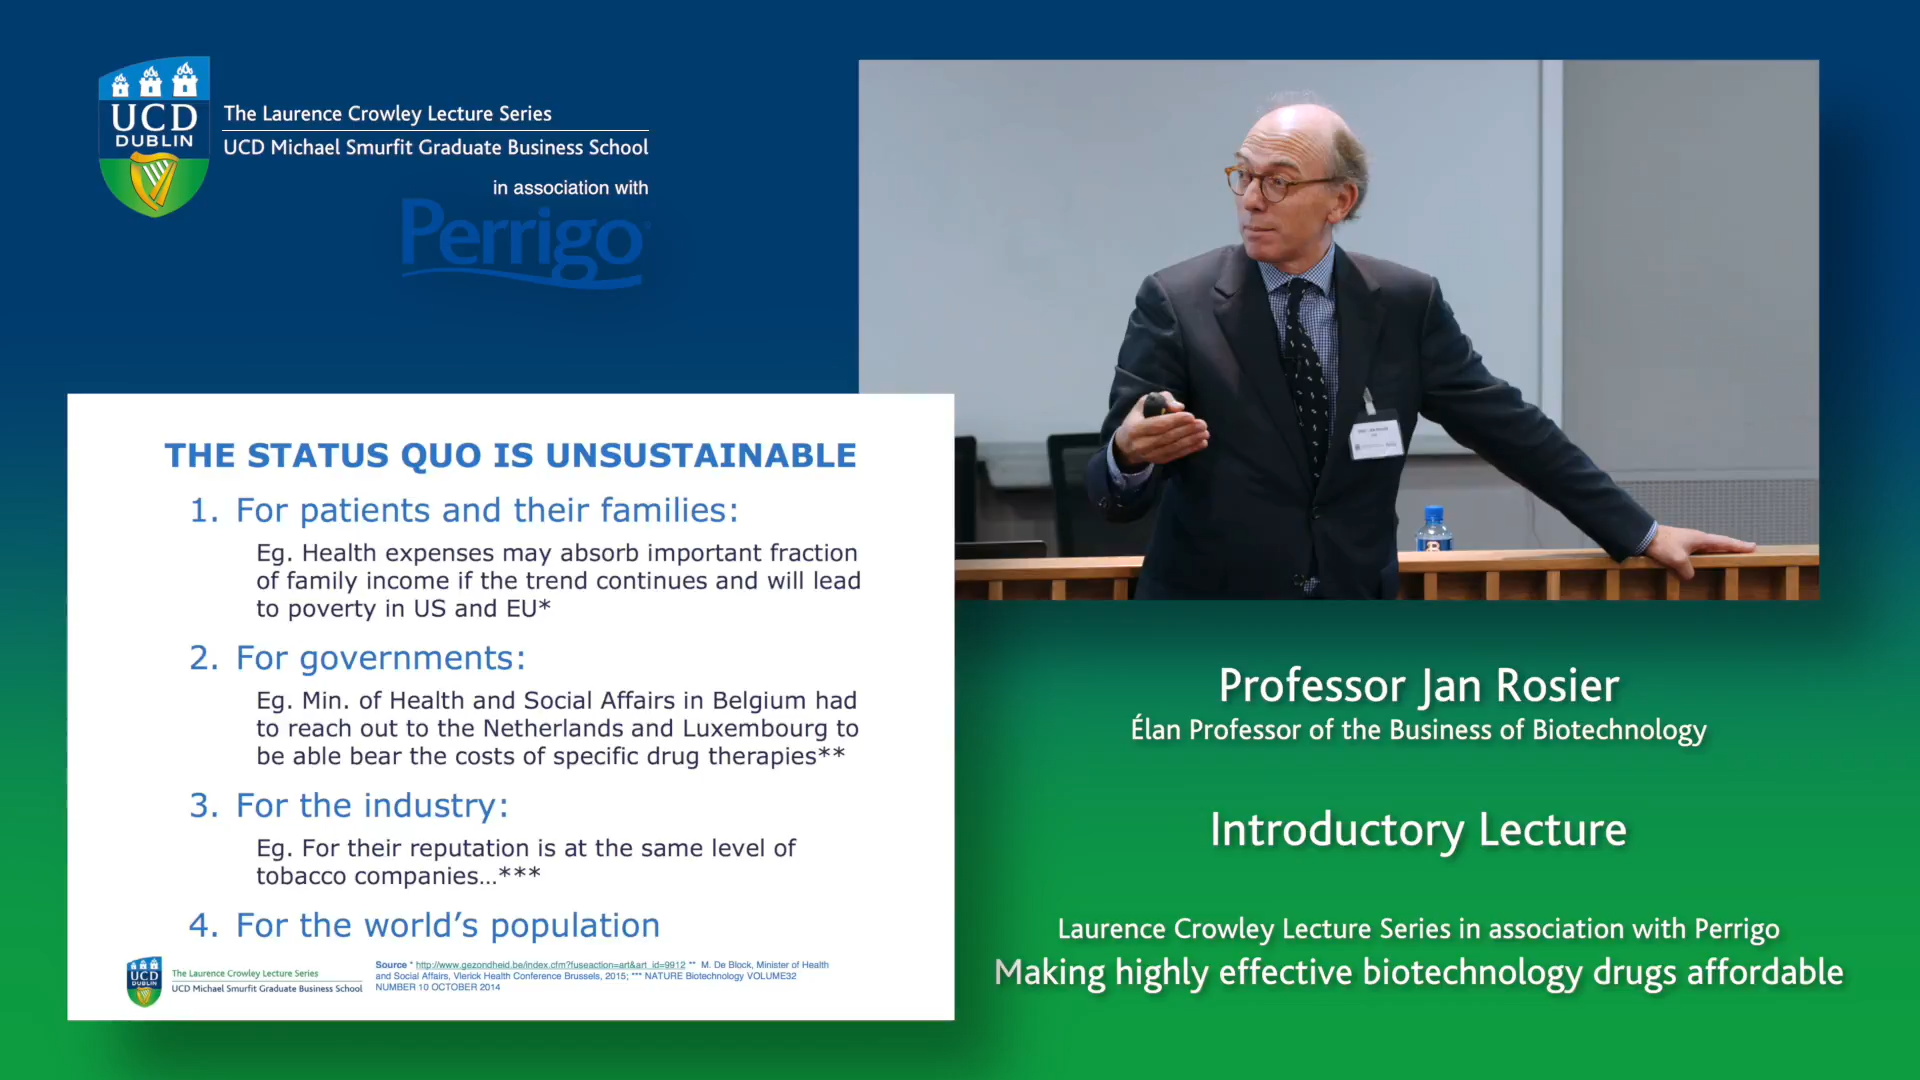 UCD
DUBLIN
The Laurence Crowley Lecture Series
UCD Michael Smurfit Graduate Business School
in association with
Perrigo
THE STATUS QUO IS UNSUSTAINABLE
1. For patients and their families:
Eg. Health expenses may absorb important fraction
of family income if the trend continues and will lead
to poverty in US and EU*
2. For governments:
Eg. Min. of Health and Social Affairs in Belgium had
to reach out to the Netherlands and Luxembourg to
be able bear the costs of specific drug therapies**
3. For the industry:
Eg. For their reputation is at the same level of
tobacco companies...***
4. For the world's population
UCD
DUBLIN
The Laurence Crowley Lecture Series
UCD Michael Smurfit Graduate Business School
Source * http://www.gezondheid.be/index.cfm?fuseaction=art&art_id=9912 ** M. De Block, Minister of Health
and Social Affairs, Vlerick Health Conference Brussels, 2015; *** NATURE Biotechnology VOLUME32
NUMBER 10 OCTOBER 2014
Professor Jan Rosier
Élan Professor of the Business of Biotechnology
Introductory Lecture
Laurence Crowley Lecture Series in association with Perrigo
Making highly effective biotechnology drugs affordable